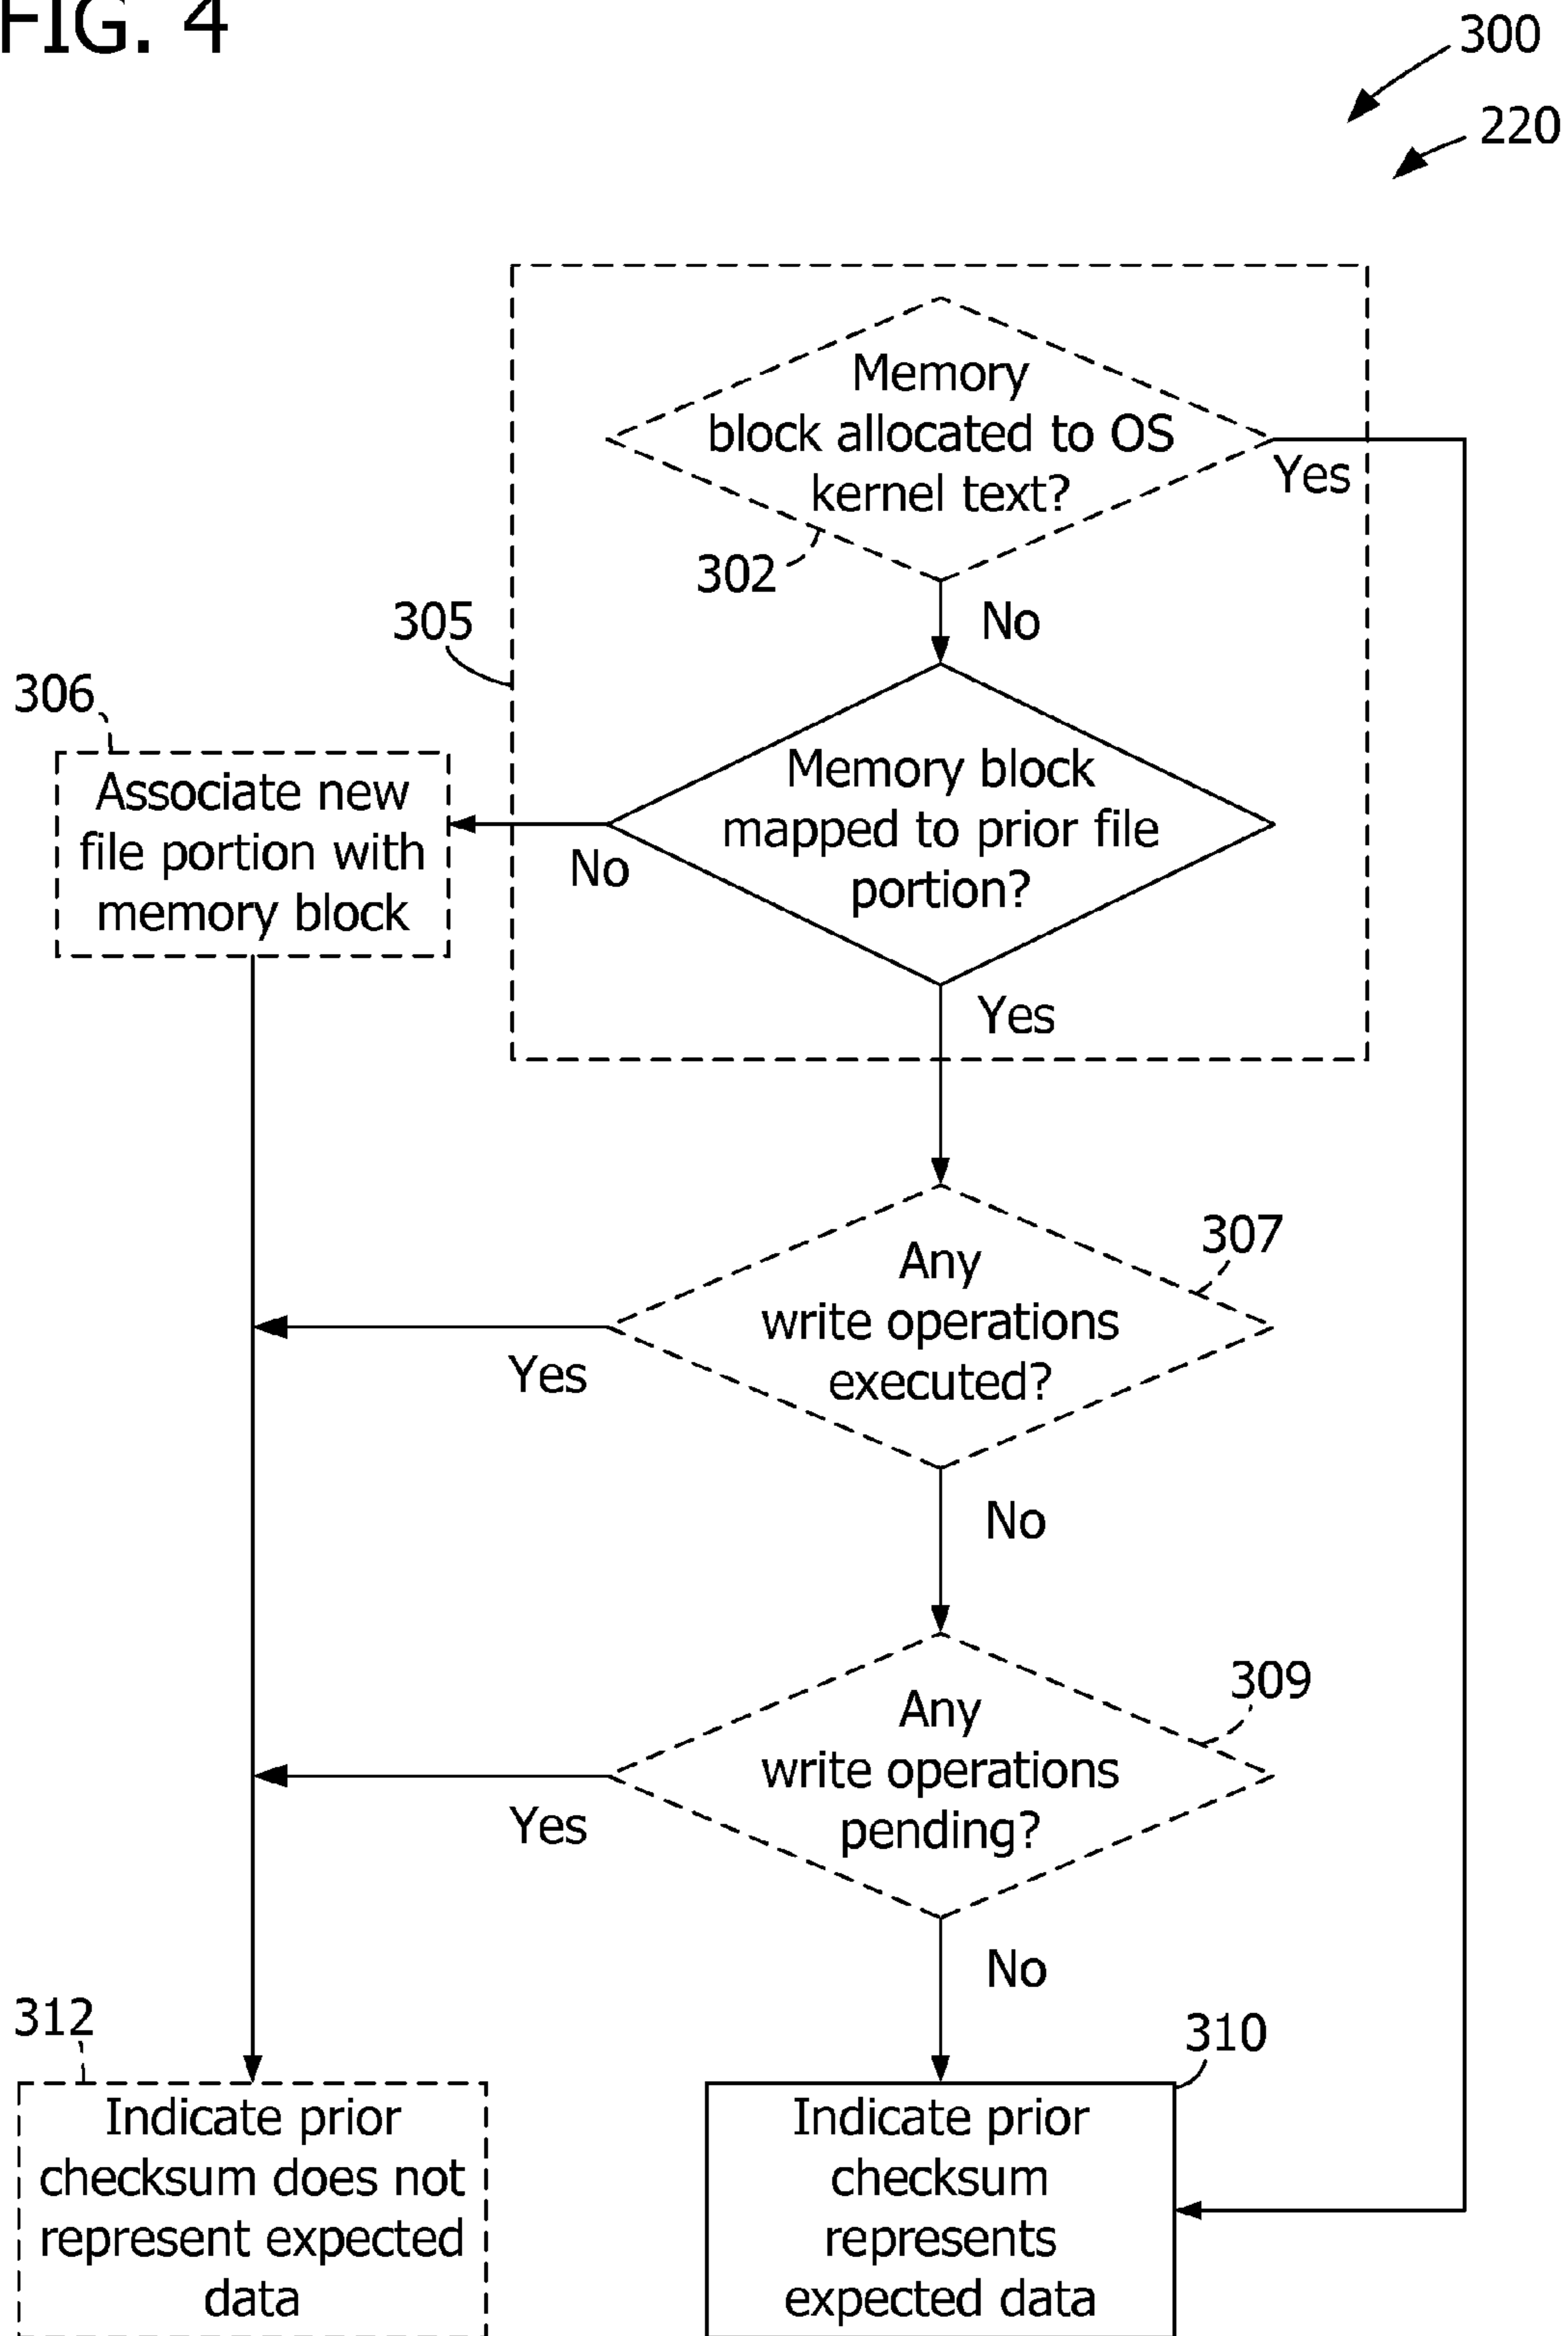 FIG. 4
300
220
Memory
block allocated to OS
kernel text?
Yes
302
No
305
306
Associate new
file portion with
memory block
Memory block
mapped to prior file
portion?
No
Yes
307
Any
write operations
executed?
Yes
No
309
Any
write operations
pending?
Yes
No
312
310
Indicate prior
checksum does not
represent expected
data
Indicate prior
checksum
represents
expected data